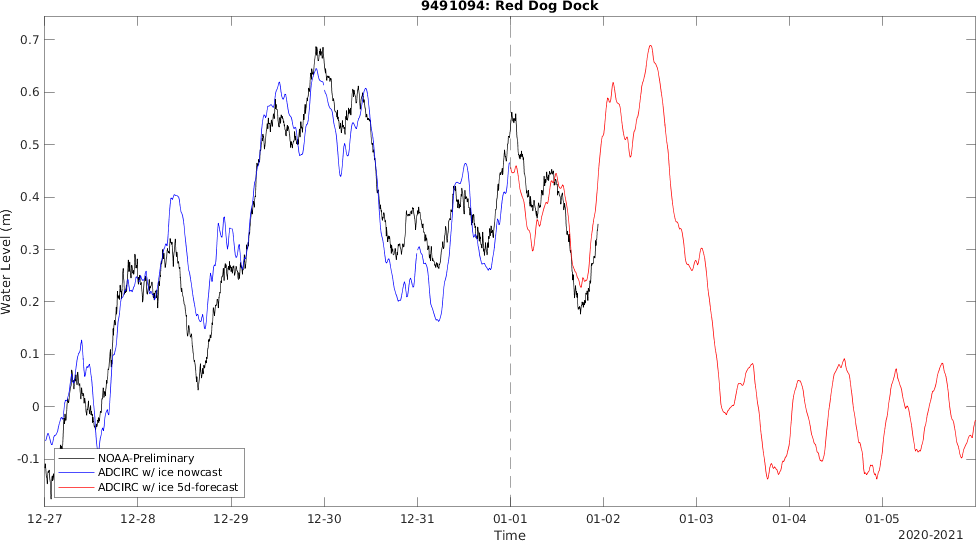 9491094: Red Dog Dock
Water Level (m)
0.7
0.6
0.5
0.4
0.3
0.2
0.1
0
-0.1
NOAA-Preliminary
ADCIRC w/ ice nowcast
ADCIRC w/ ice 5d-forecast
12-27 12-28 12-29 12-30 12-31 01-01 01-02 01-03 01-04 01-05
Time
2020-2021